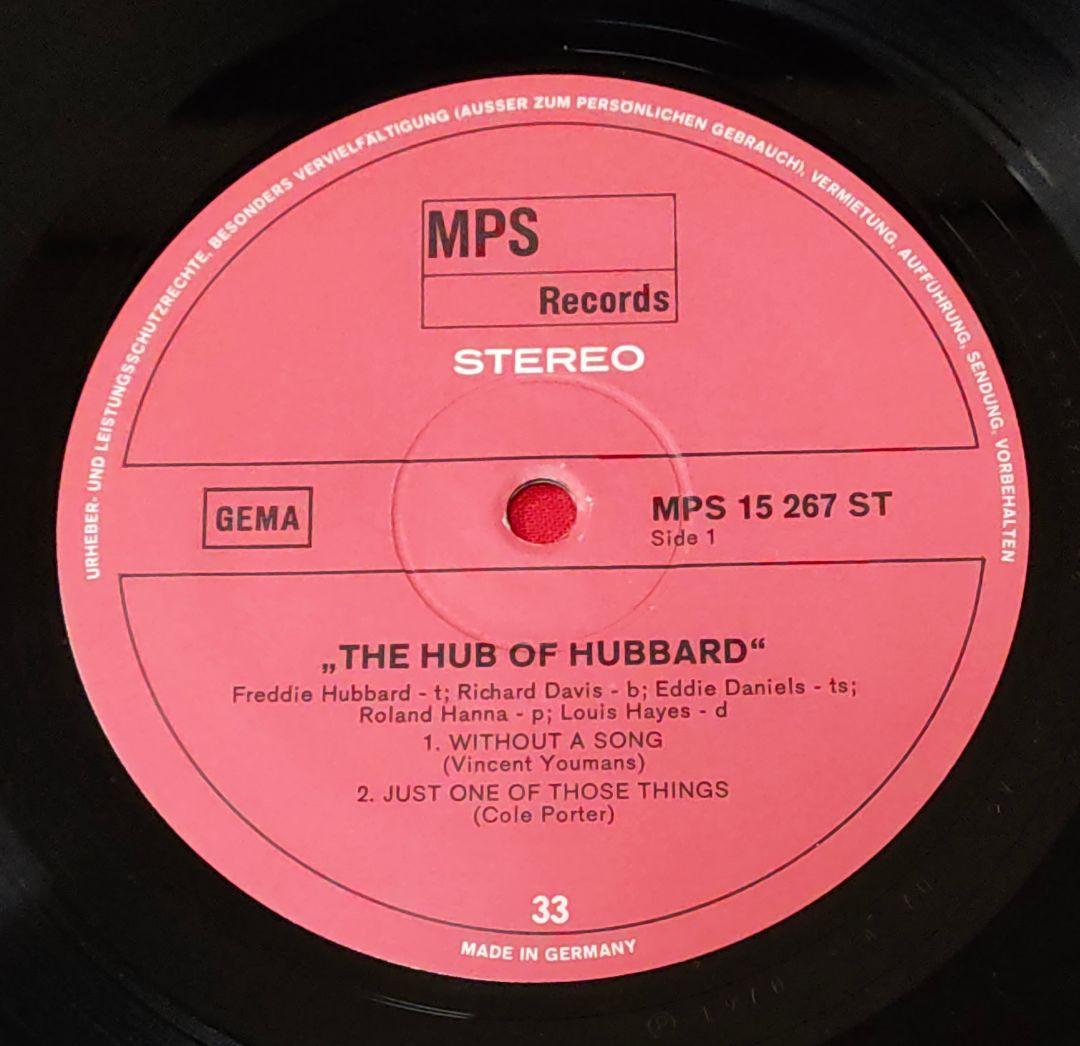 URHEBER- UND LEISTUNGSSCHUTZRECHTE, BESONDERS VERVIELFÄLTIGUNG (AUSSER ZUM PERSÖNLICHEN GEBRAUCH), VERMIETUNG, AUFFÜHRUNG, SENDUNG, VORBEHALTEN
MPS
Records
STEREO
GEMA
MPS 15 267 ST
Side 1
„THE HUB OF HUBBARD“
Freddie Hubbard - t; Richard Davis - b; Eddie Daniels - ts;
Roland Hanna - p; Louis Hayes - d
1. WITHOUT A SONG
(Vincent Youmans)
2. JUST ONE OF THOSE THINGS
(Cole Porter)
33
MADE IN GERMANY
(P) 1970